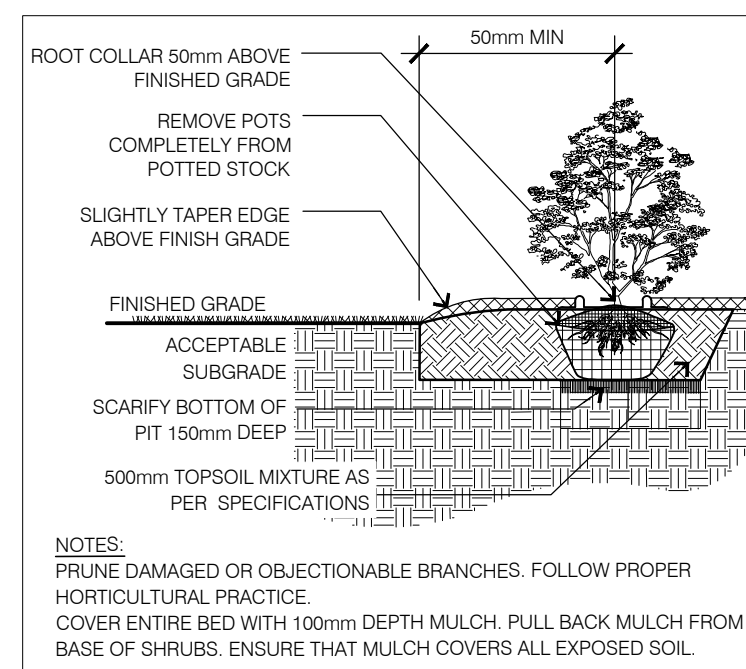 50mm MIN
ROOT COLLAR 50mm ABOVE
FINISHED GRADE
REMOVE POTS
COMPLETELY FROM
POTTED STOCK
SLIGHTLY TAPER EDGE
ABOVE FINISH GRADE
FINISHED GRADE
ACCEPTABLE
SUBGRADE
SCARIFY BOTTOM OF
PIT 150mm DEEP
500mm TOPSOIL MIXTURE AS
PER SPECIFICATIONS
NOTES:
PRUNE DAMAGED OR OBJECTIONABLE BRANCHES. FOLLOW PROPER
HORTICULTURAL PRACTICE.
COVER ENTIRE BED WITH 100mm DEPTH MULCH. PULL BACK MULCH FROM
BASE OF SHRUBS. ENSURE THAT MULCH COVERS ALL EXPOSED SOIL.